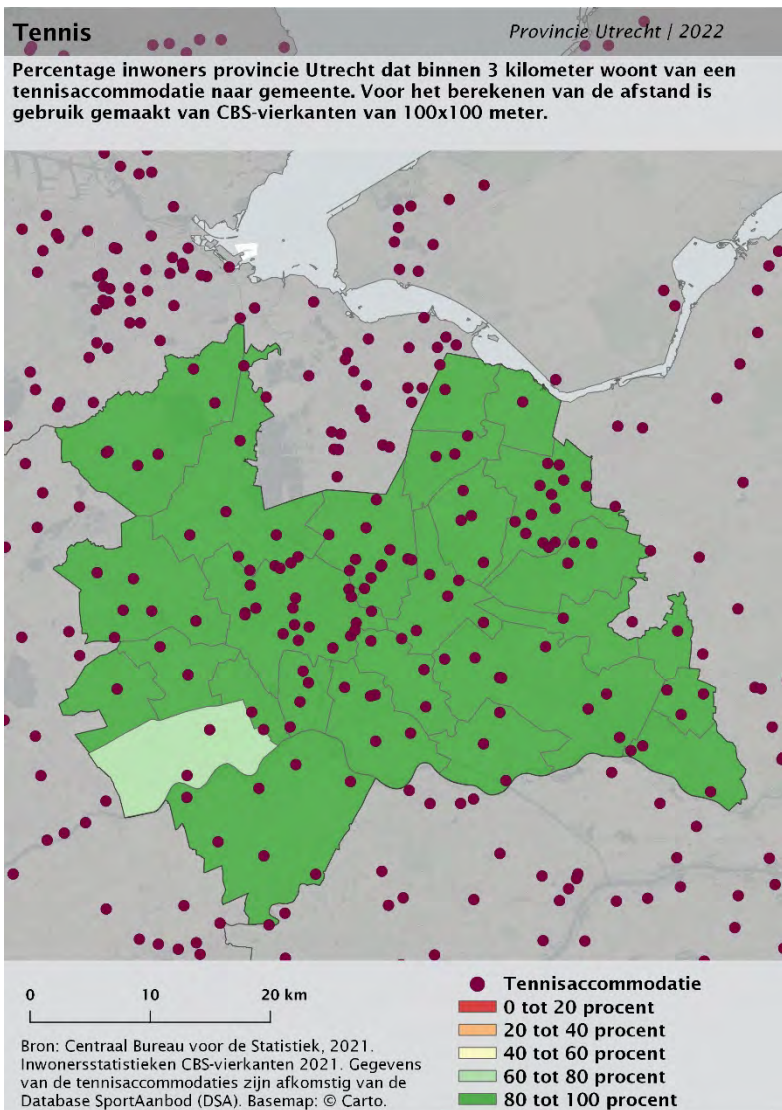 Tennis
Provincie Utrecht / 2022
Percentage inwoners provincie Utrecht dat binnen 3 kilometer woont van een
tennisaccommodatie naar gemeente. Voor het berekenen van de afstand is
gebruik gemaakt van CBS-vierkanten van 100x100 meter.
0 10 20 km
Bron: Centraal Bureau voor de Statistiek, 2021.
Inwonersstatistieken CBS-vierkanten 2021. Gegevens
van de tennisaccommodaties zijn afkomstig van de
Database SportAanbod (DSA). Basemap: © Carto.
Tennisaccommodatie
0 tot 20 procent
20 tot 40 procent
40 tot 60 procent
60 tot 80 procent
80 tot 100 procent